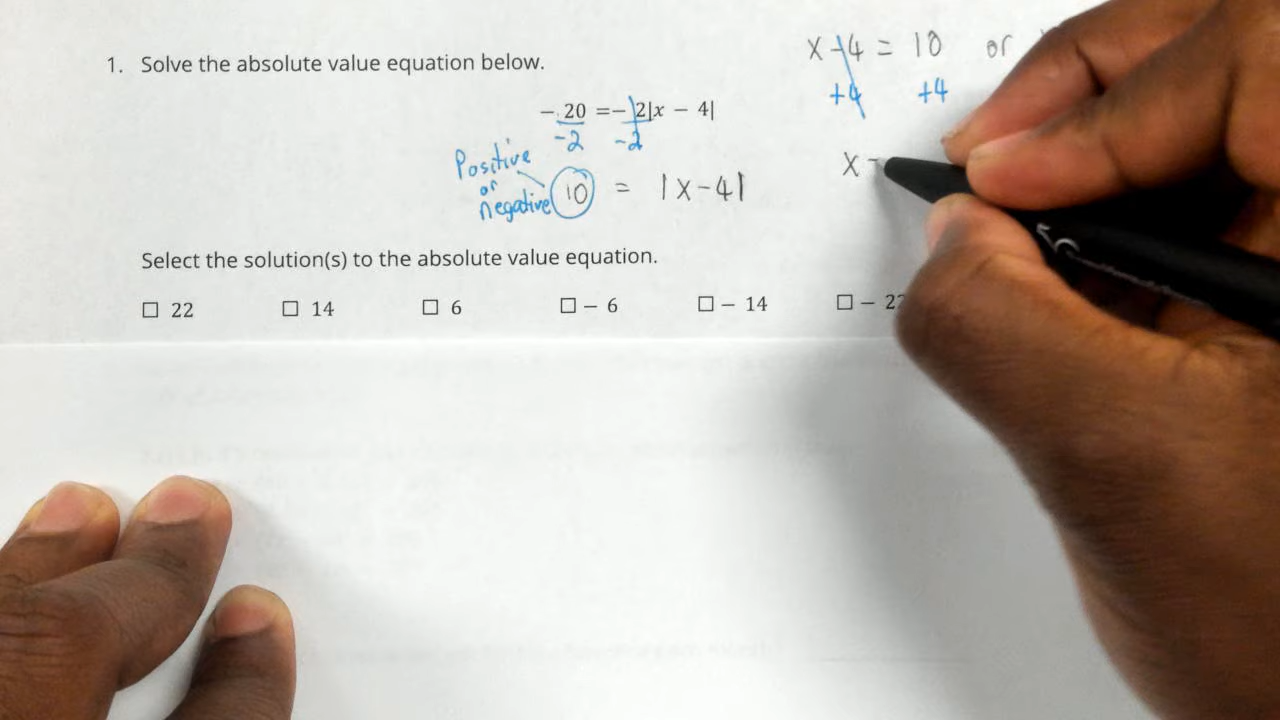 1. Solve the absolute value equation below.
x - 4 = 10 or
+4 +4
- 20 = - 2|x - 4|
-2 -2
Positive
or
negative 10 = |x - 4|
x =
Select the solution(s) to the absolute value equation.
☐ 22 ☐ 14 ☐ 6 ☐ - 6 ☐ - 14 ☐ - 22